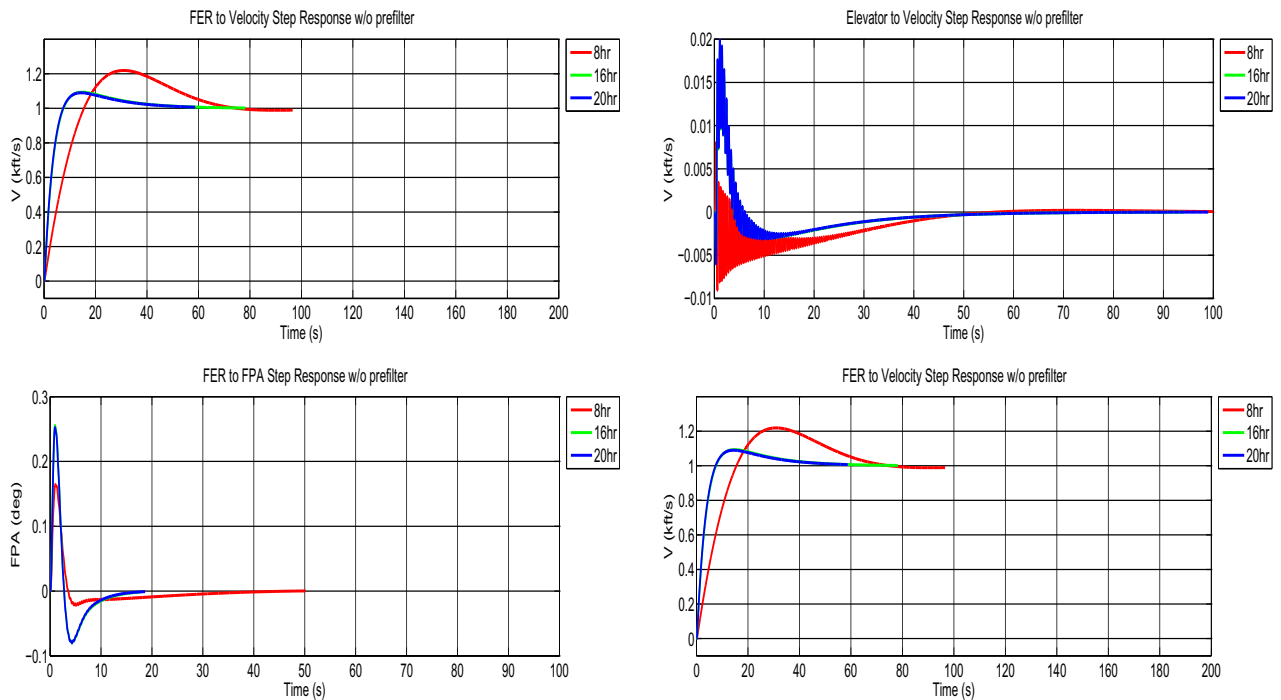 FER to Velocity Step Response w/o prefilter
V (kft/s)
1.2
1
0.8
0.6
0.4
0.2
0
0 20 40 60 80 100 120 140 160 180 200
Time (s)
8hr
16hr
20hr
Elevator to Velocity Step Response w/o prefilter
V (kft/s)
0.02
0.015
0.01
0.005
0
−0.005
−0.01
0 10 20 30 40 50 60 70 80 90 100
Time (s)
8hr
16hr
20hr
FER to FPA Step Response w/o prefilter
FPA (deg)
0.3
0.2
0.1
0
−0.1
0 10 20 30 40 50 60 70 80 90 100
Time (s)
8hr
16hr
20hr
FER to Velocity Step Response w/o prefilter
V (kft/s)
1.2
1
0.8
0.6
0.4
0.2
0
0 20 40 60 80 100 120 140 160 180 200
Time (s)
8hr
16hr
20hr